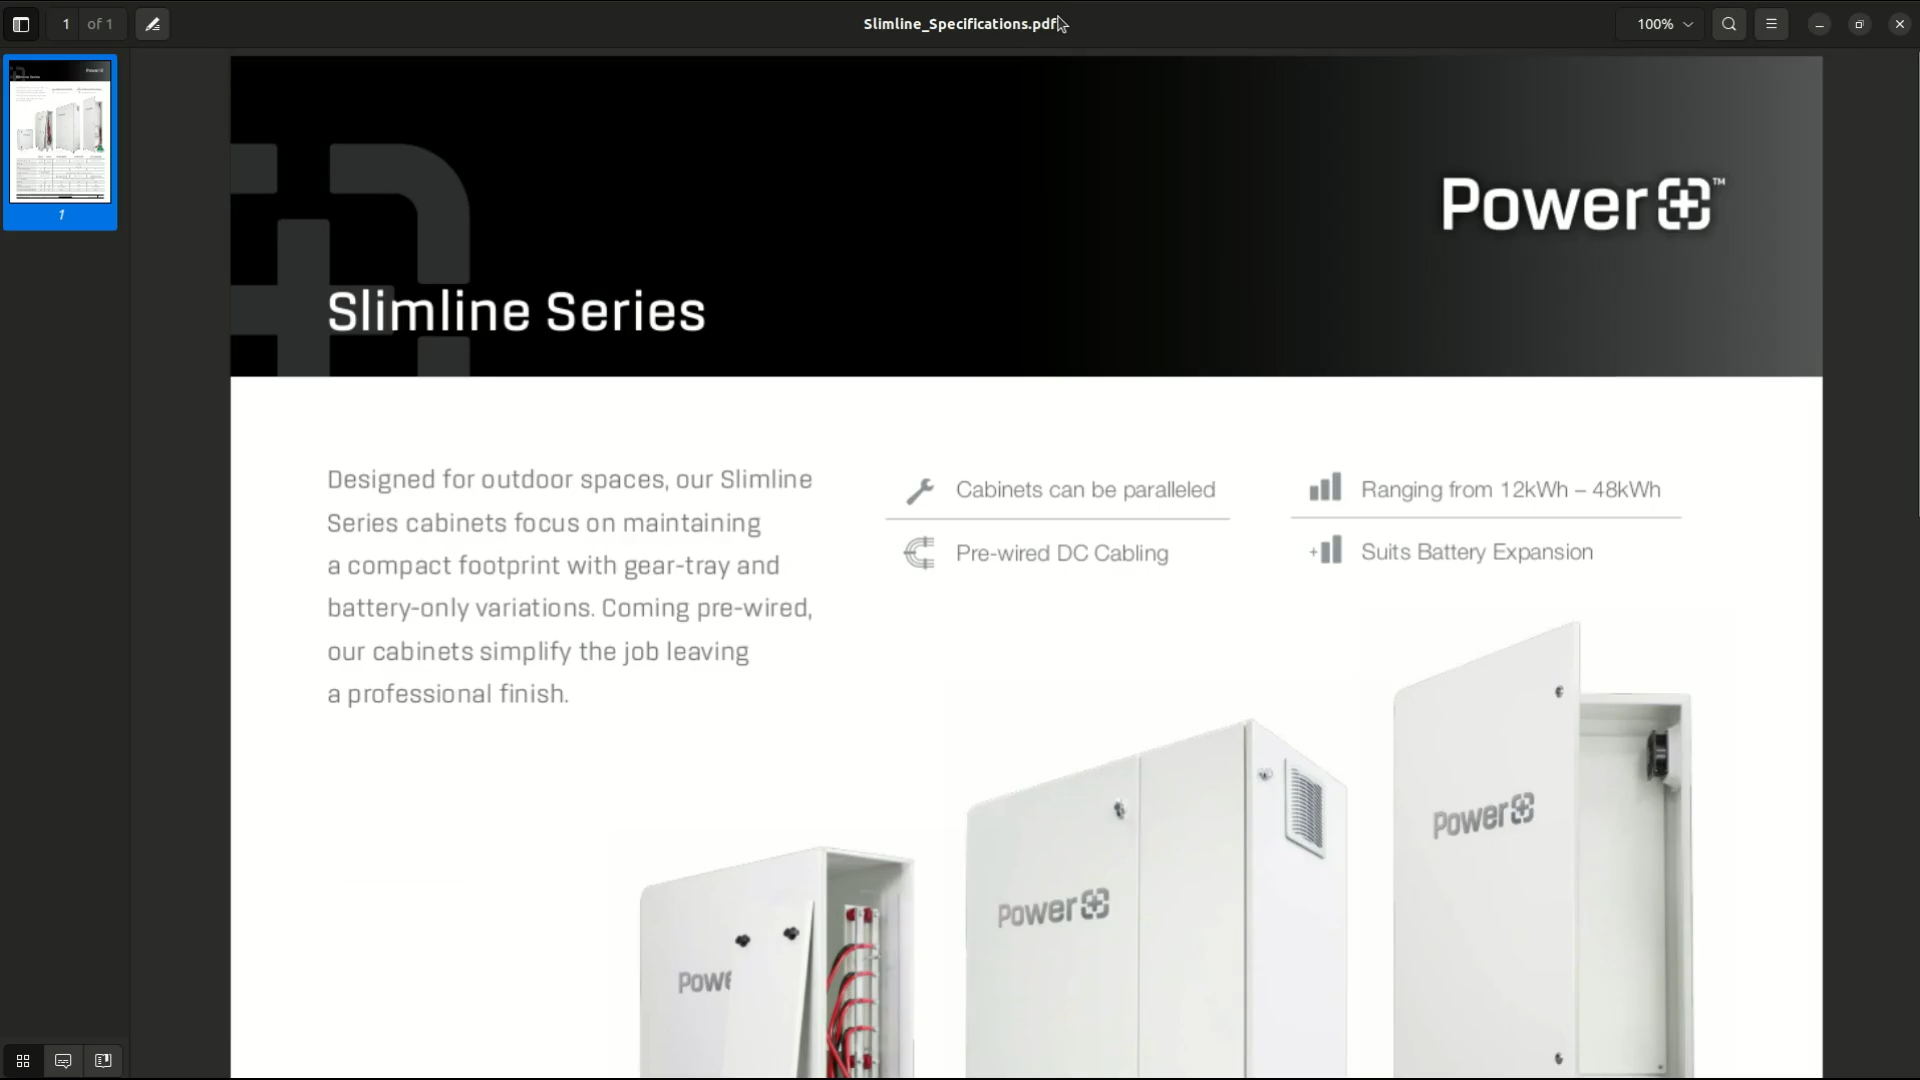 1 of 1
Slimline_Specifications.pdf
100%
1
Power
TM
Slimline Series
Designed for outdoor spaces, our Slimline
Series cabinets focus on maintaining
a compact footprint with gear-tray and
battery-only variations. Coming pre-wired,
our cabinets simplify the job leaving
a professional finish.
Cabinets can be paralleled
Pre-wired DC Cabling
Ranging from 12kWh – 48kWh
Suits Battery Expansion
Power
Power
Powe